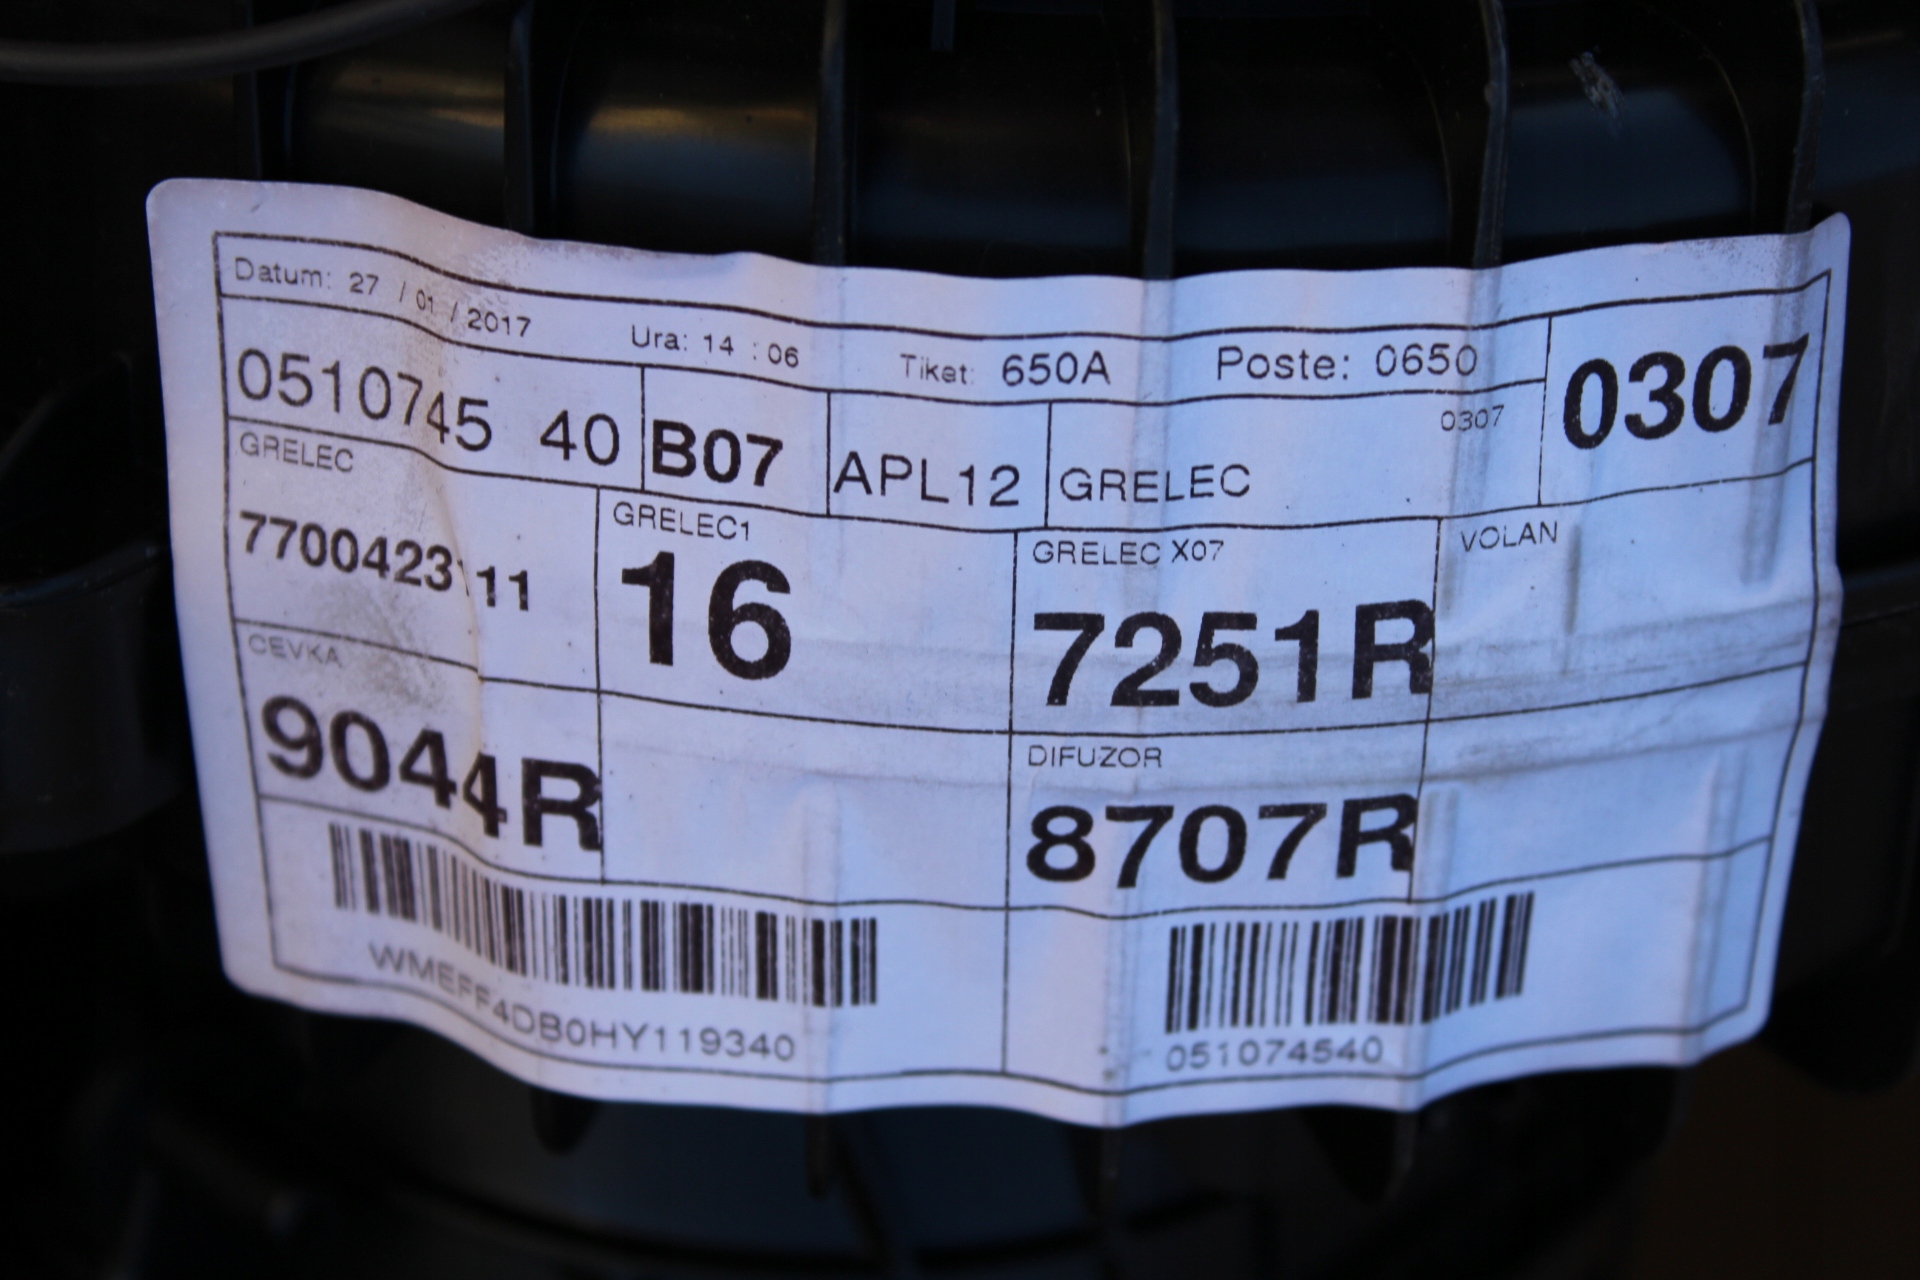 Datum: 27 / 01 / 2017 Ura: 14 : 06 Tiket: 650A Poste: 0650
0510745 40 B07 APL12 GRELEC 0307 0307
GRELEC GRELEC1 GRELEC X07 VOLAN
7700423111 16 7251R
CEVKA DIFUZOR
9044R 8707R
WMEFF4DB0HY119340 051074540